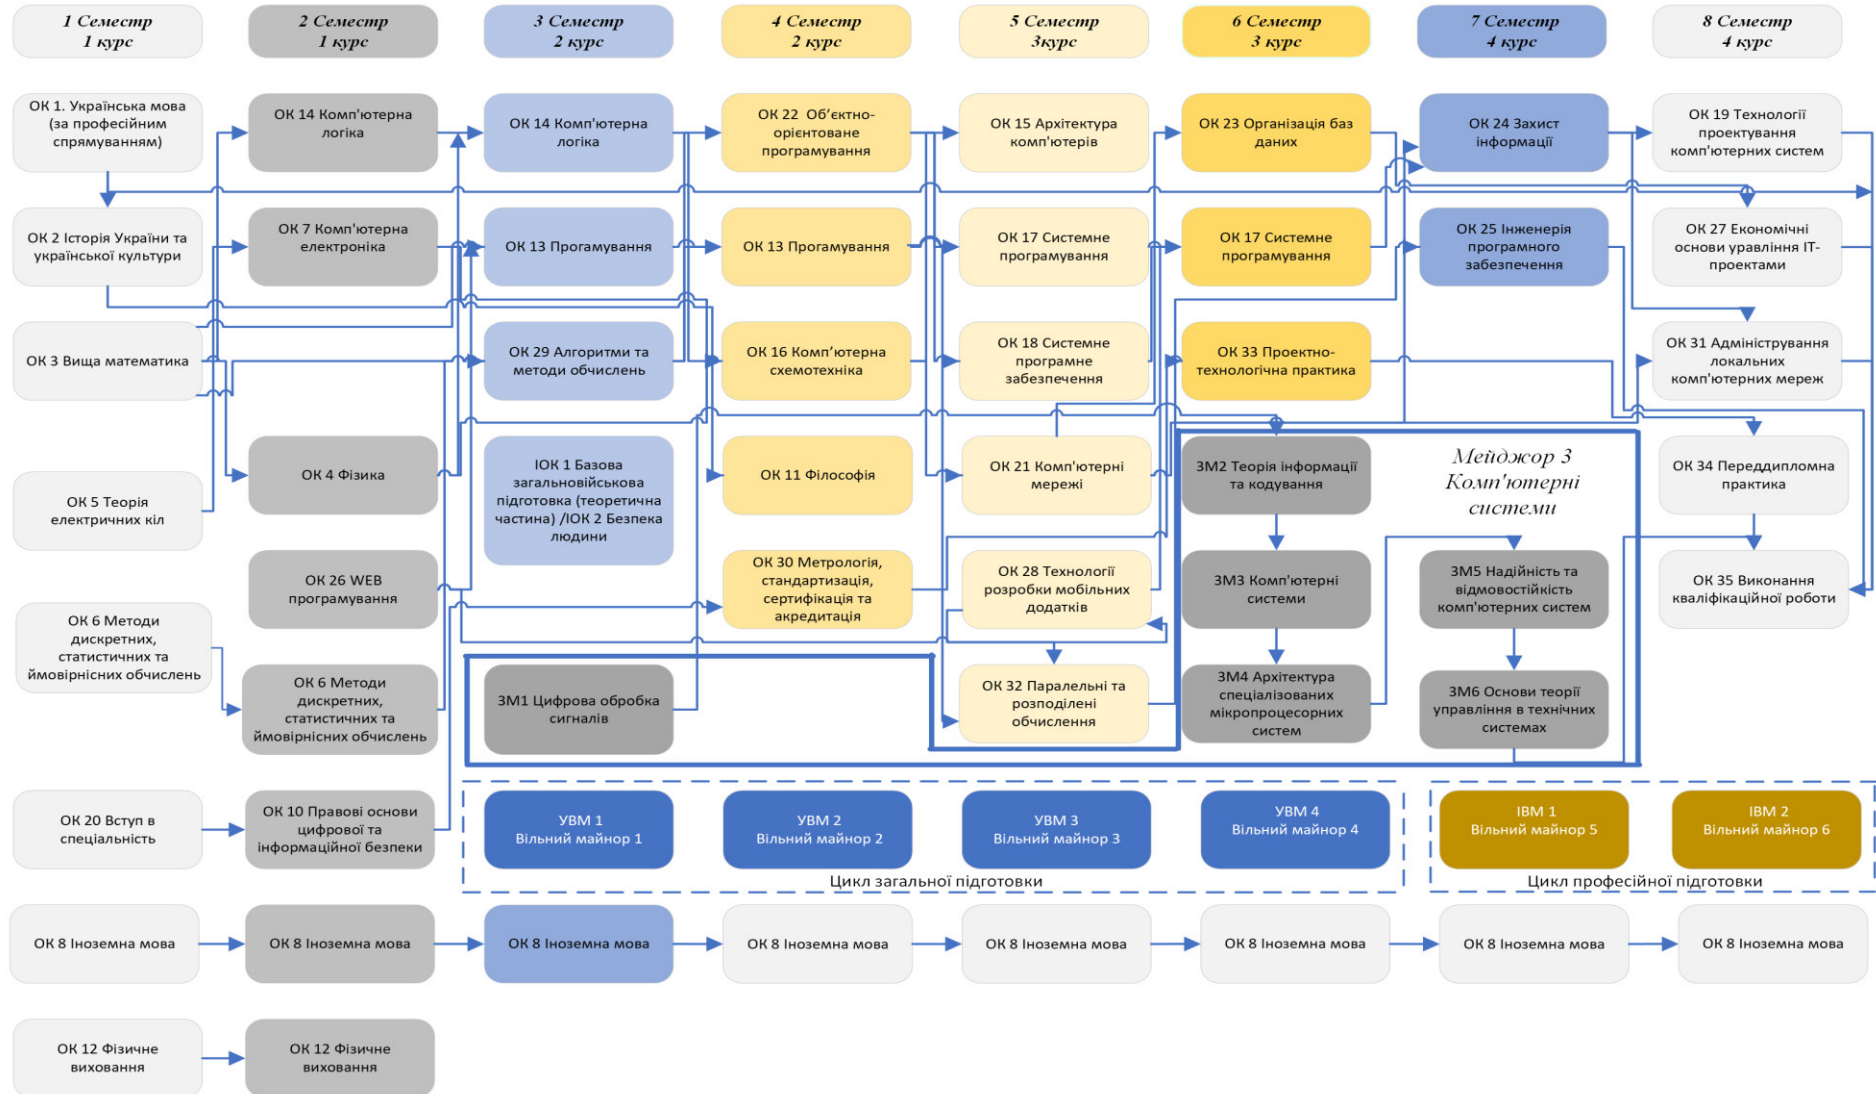 1 Семестр
1 курс
2 Семестр
1 курс
3 Семестр
2 курс
4 Семестр
2 курс
5 Семестр
3курс
6 Семестр
3 курс
7 Семестр
4 курс
8 Семестр
4 курс
ОК 1. Українська мова
(за професійним
спрямуванням)
ОК 14 Комп'ютерна
логіка
ОК 14 Комп'ютерна
логіка
ОК 22 Об’єктно-
орієнтоване
програмування
ОК 15 Архітектура
комп'ютерів
ОК 23 Організація баз
даних
ОК 24 Захист
інформації
ОК 19 Технології
проектування
комп'ютерних систем
ОК 2 Історія України та
української культури
ОК 7 Комп'ютерна
електроніка
ОК 13 Прогамування
ОК 13 Прогамування
ОК 17 Системне
програмування
ОК 17 Системне
програмування
ОК 25 Інженерія
програмного
забезпечення
ОК 27 Економічні
основи уравління ІТ-
проектами
ОК 3 Вища математика
ОК 29 Алгоритми та
методи обчислень
ОК 16 Комп’ютерна
схемотехніка
ОК 18 Системне
програмне
забезпечення
ОК 33 Проектно-
технологічна практика
ОК 31 Адміністрування
локальних
комп'ютерних мереж
ОК 5 Теорія
електричних кіл
ОК 4 Фізика
ІОК 1 Базова
загальновійськова
підготовка (теоретична
частина) /ІОК 2 Безпека
людини
ОК 11 Філософія
ОК 21 Комп'ютерні
мережі
3М2 Теорія інформації
та кодування
Мейджор 3
Комп'ютерні
системи
ОК 34 Переддипломна
практика
ОК 26 WEB
програмування
ОК 30 Метрологія,
стандартизація,
сертифікація та
акредитація
ОК 28 Технології
розробки мобільних
додатків
3М3 Комп'ютерні
системи
3М5 Надійність та
відмовостійкість
комп'ютерних систем
ОК 35 Виконання
кваліфікаційної роботи
ОК 6 Методи
дискретних,
статистичних та
ймовірнісних обчислень
ОК 6 Методи
дискретних,
статистичних та
ймовірнісних обчислень
3М1 Цифрова обробка
сигналів
ОК 32 Паралельні та
розподілені
обчислення
3М4 Архітектура
спеціалізованих
мікропроцесорних
систем
3М6 Основи теорії
управління в технічних
системах
ОК 20 Вступ в
спеціальність
ОК 10 Правові основи
цифрової та
інформаційної безпеки
УВМ 1
Вільний майнор 1
УВМ 2
Вільний майнор 2
УВМ 3
Вільний майнор 3
УВМ 4
Вільний майнор 4
ІВМ 1
Вільний майнор 5
ІВМ 2
Вільний майнор 6
Цикл загальної підготовки
Цикл професійної підготовки
ОК 8 Іноземна мова
ОК 8 Іноземна мова
ОК 8 Іноземна мова
ОК 8 Іноземна мова
ОК 8 Іноземна мова
ОК 8 Іноземна мова
ОК 8 Іноземна мова
ОК 8 Іноземна мова
ОК 12 Фізичне
виховання
ОК 12 Фізичне
виховання